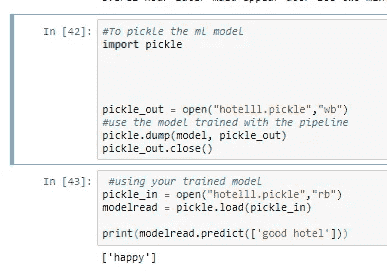 In [42]:
#To pickle the ml model
import pickle
pickle_out = open("hotelll.pickle","wb")
#use the model trained with the pipeline
pickle.dump(model, pickle_out)
pickle_out.close()
In [43]:
#using your trained model
pickle_in = open("hotelll.pickle","rb")
modelread = pickle.load(pickle_in)
print(modelread.predict(['good hotel']))
['happy']